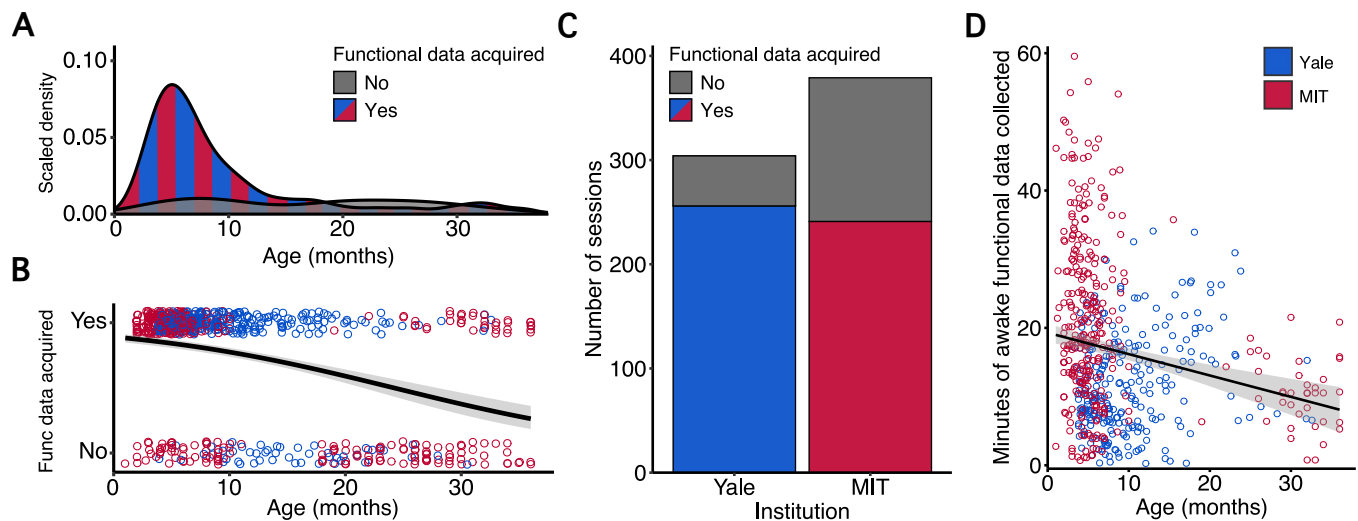 A
Functional data acquired
No
Yes
Scaled density
0.10
0.05
0.00
0
10
20
30
Age (months)
B
Func data acquired
Yes
No
0
10
20
30
Age (months)
C
Functional data acquired
No
Yes
Number of sessions
400
300
200
100
0
Yale
MIT
Institution
D
Yale
MIT
Minutes of awake functional data collected
60
40
20
0
0
10
20
30
Age (months)